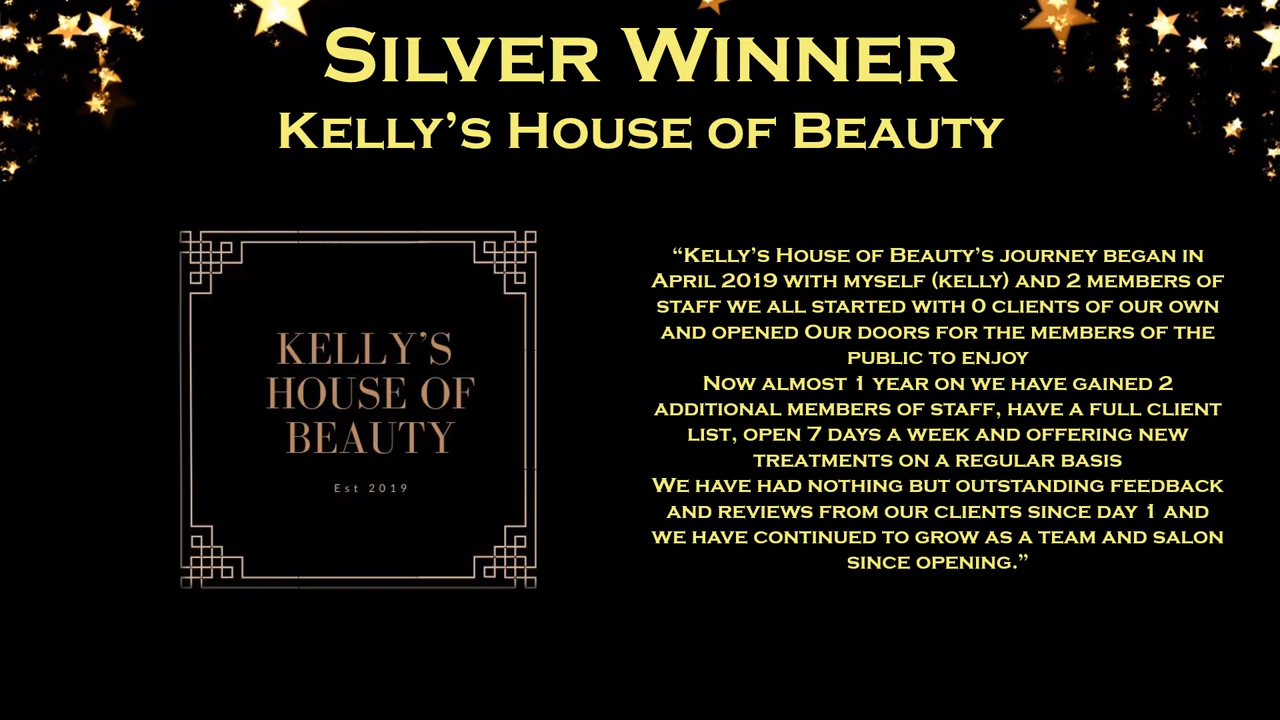 Silver Winner
Kelly’s House of Beauty
KELLY’S
HOUSE OF
BEAUTY
Est 2019
“Kelly’s House of Beauty’s journey began in
April 2019 with myself (kelly) and 2 members of
staff we all started with 0 clients of our own
and opened Our doors for the members of the
public to enjoy
Now almost 1 year on we have gained 2
additional members of staff, have a full client
list, open 7 days a week and offering new
treatments on a regular basis
We have had nothing but outstanding feedback
and reviews from our clients since day 1 and
we have continued to grow as a team and salon
since opening.”